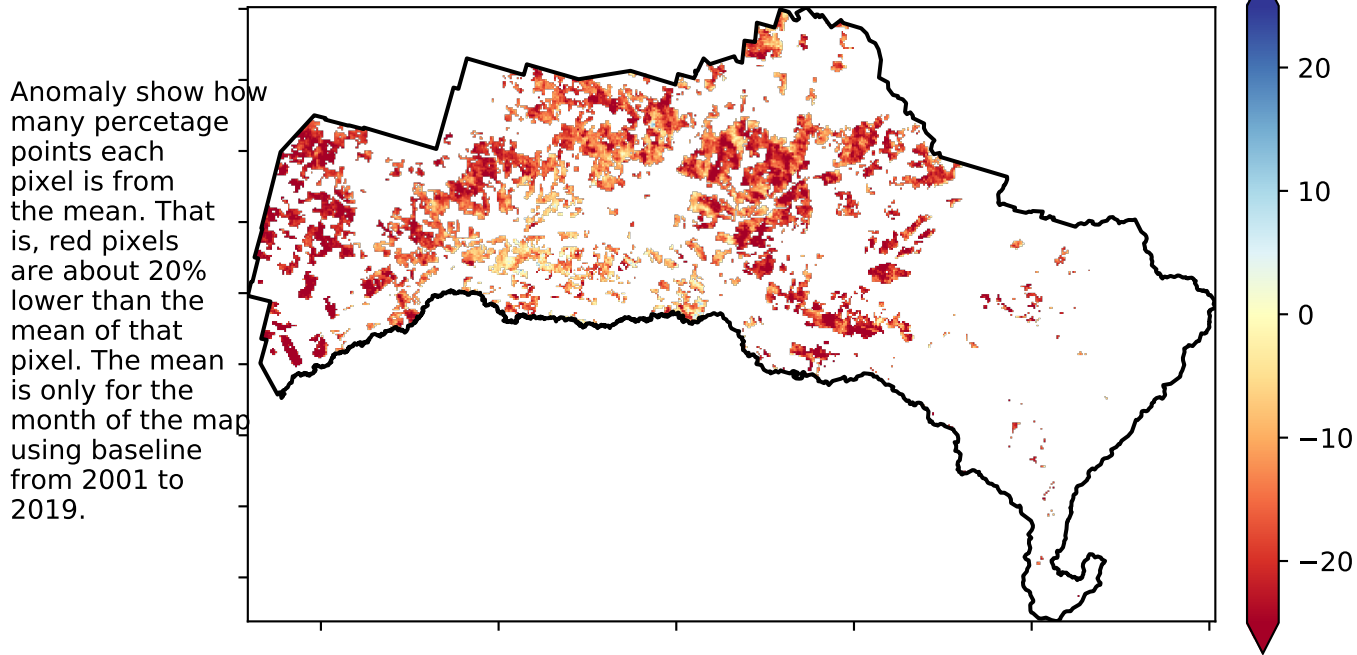 Anomaly show how
many percetage
points each
pixel is from
the mean. That
is, red pixels
are about 20%
lower than the
mean of that
pixel. The mean
is only for the
month of the map
using baseline
from 2001 to
2019.
20
10
0
−10
−20